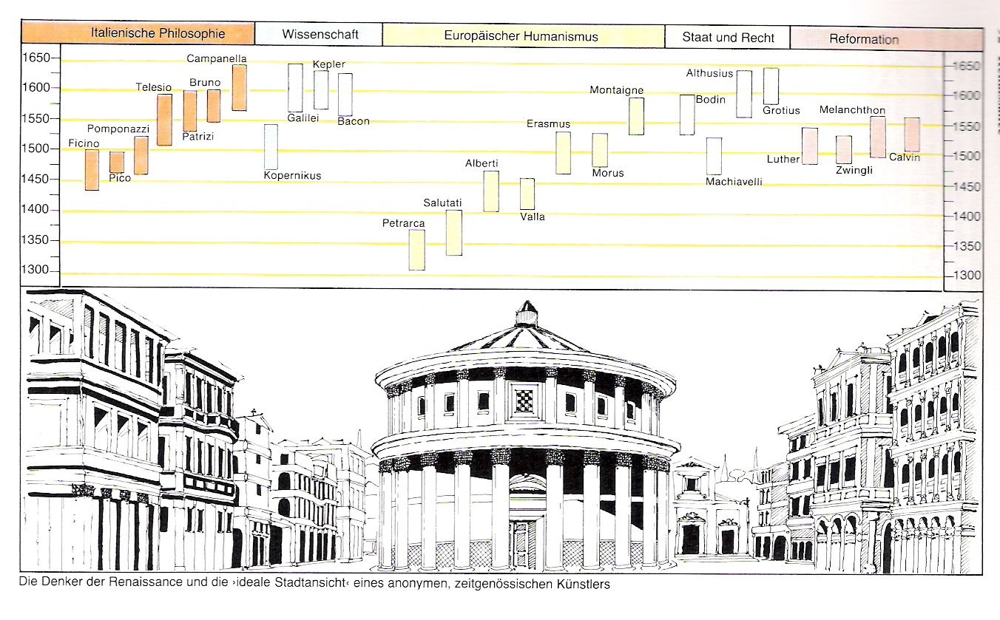 Italienische Philosophie
Wissenschaft
Europäischer Humanismus
Staat und Recht
Reformation
1650
1600
1550
1500
1450
1400
1350
1300
Ficino
Pico
Pomponazzi
Telesio
Patrizi
Bruno
Campanella
Kopernikus
Galilei
Kepler
Bacon
Petrarca
Salutati
Alberti
Valla
Erasmus
Morus
Montaigne
Bodin
Machiavelli
Althusius
Grotius
Luther
Zwingli
Melanchthon
Calvin
1650
1600
1550
1500
1450
1400
1350
1300
Die Denker der Renaissance und die ›ideale Stadtansicht‹ eines anonymen, zeitgenössischen Künstlers